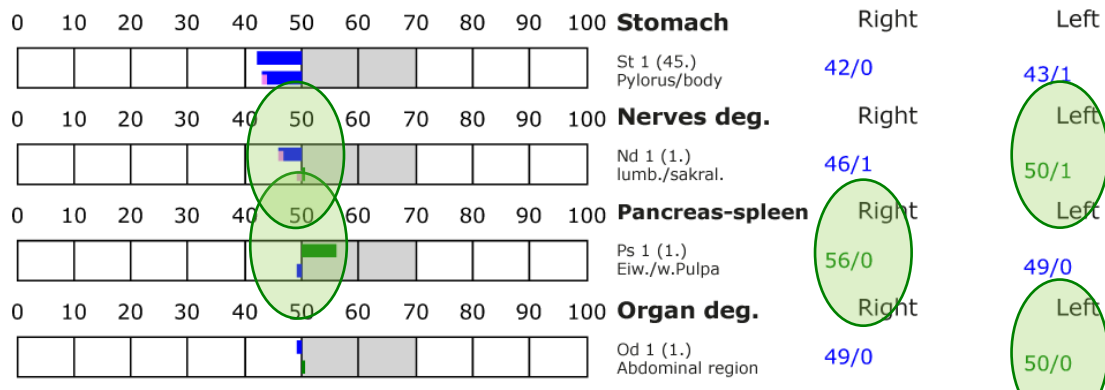 0 10 20 30 40 50 60 70 80 90 100 Stomach Right Left
St 1 (45.) 42/0 43/1
Pylorus/body
0 10 20 30 40 50 60 70 80 90 100 Nerves deg. Right Left
Nd 1 (1.) 46/1 50/1
lumb./sakral.
0 10 20 30 40 50 60 70 80 90 100 Pancreas-spleen Right Left
Ps 1 (1.) 56/0 49/0
Eiw./w.Pulpa
0 10 20 30 40 50 60 70 80 90 100 Organ deg. Right Left
Od 1 (1.) 49/0 50/0
Abdominal region